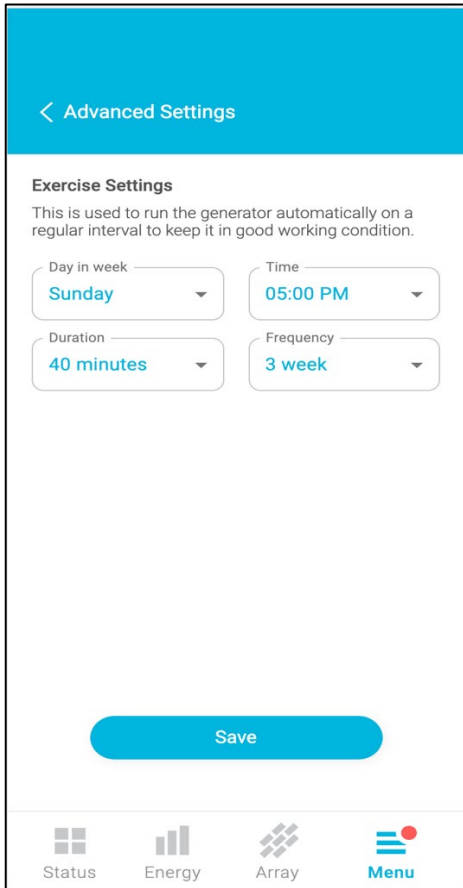 Advanced Settings
Exercise Settings
This is used to run the generator automatically on a
regular interval to keep it in good working condition.
Day in week
Sunday
Time
05:00 PM
Duration
40 minutes
Frequency
3 week
Save
Status
Energy
Array
Menu